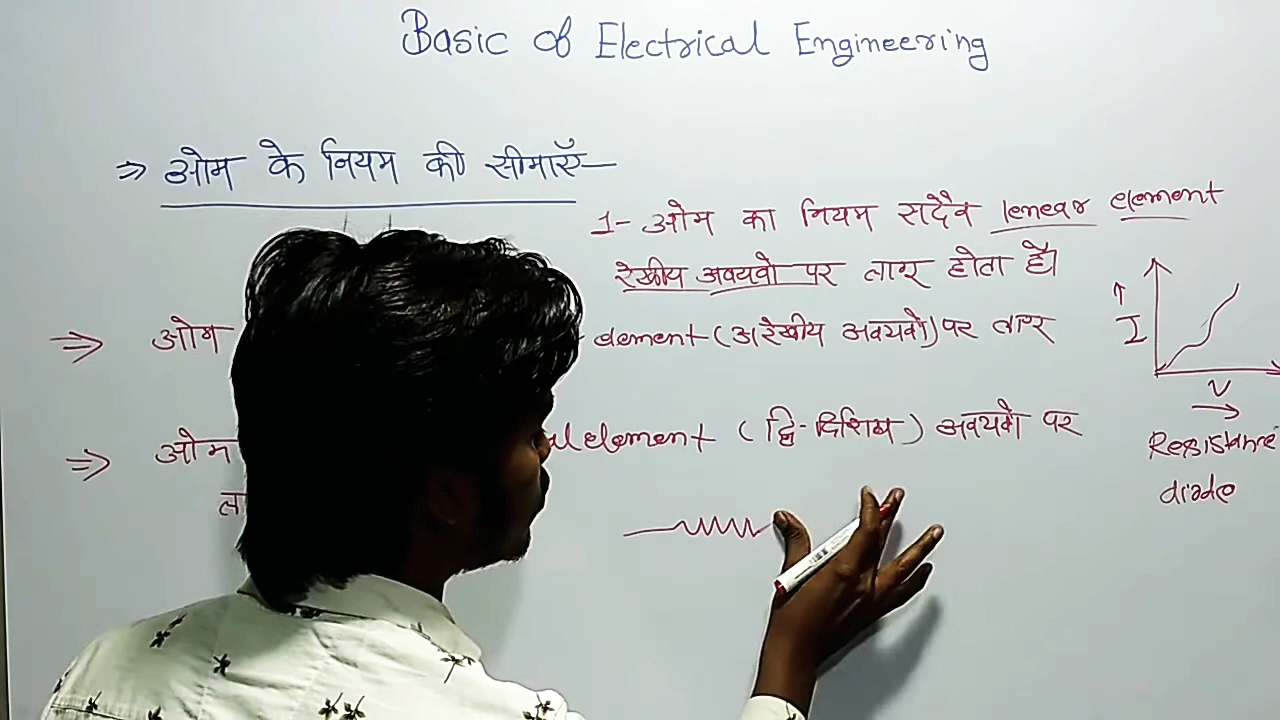 Basic of Electrical Engineering
⇒ ओम के नियम की सीमाएँ–
1- ओम का नियम सदैव lenear element
रेखीय अवयवो पर लागू होता है।
⇒ ओम element (अरेखीय अवयवो) पर लागू
⇒ ओम element (द्वि-दिशिय) अवयवो पर
ला
↑
I
V
→
Resistance
diode